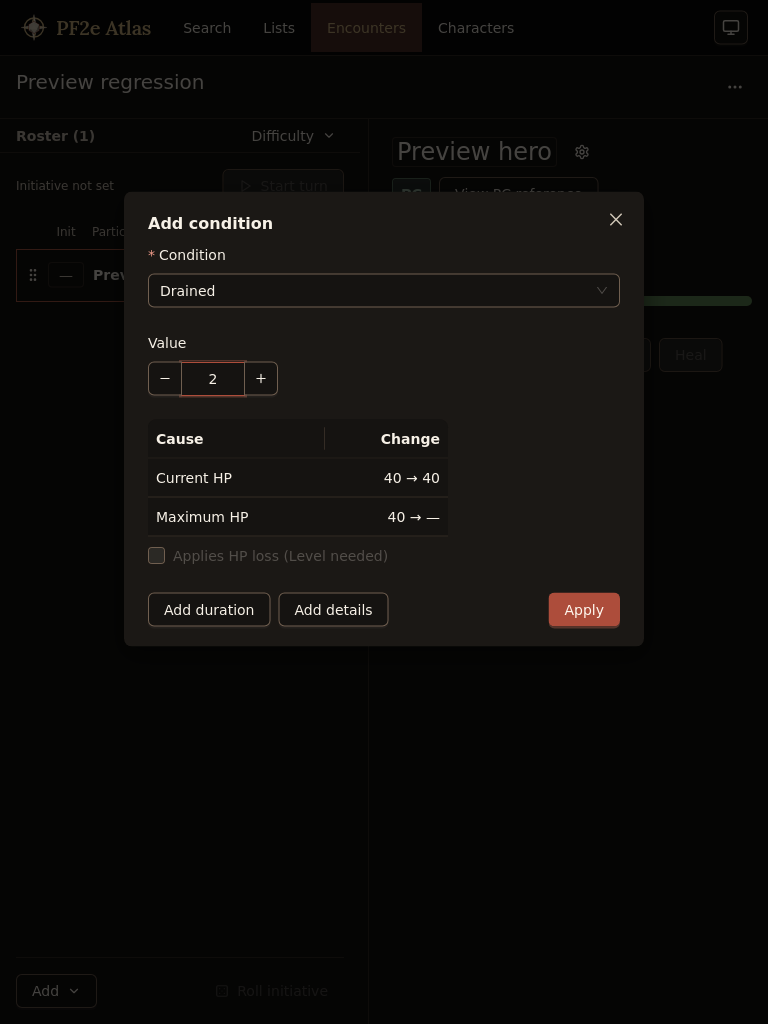 PF2e Atlas Search Lists Encounters Characters
Preview regression
Roster (1) Difficulty
Preview hero
Initiative not set Start turn
View PC reference
Init
Add condition
* Condition
Drained
Value
− 2 +
Cause Change
Current HP 40 → 40
Maximum HP 40 → —
Applies HP loss (Level needed)
Add duration Add details Apply
—
Heal
Add Roll initiative